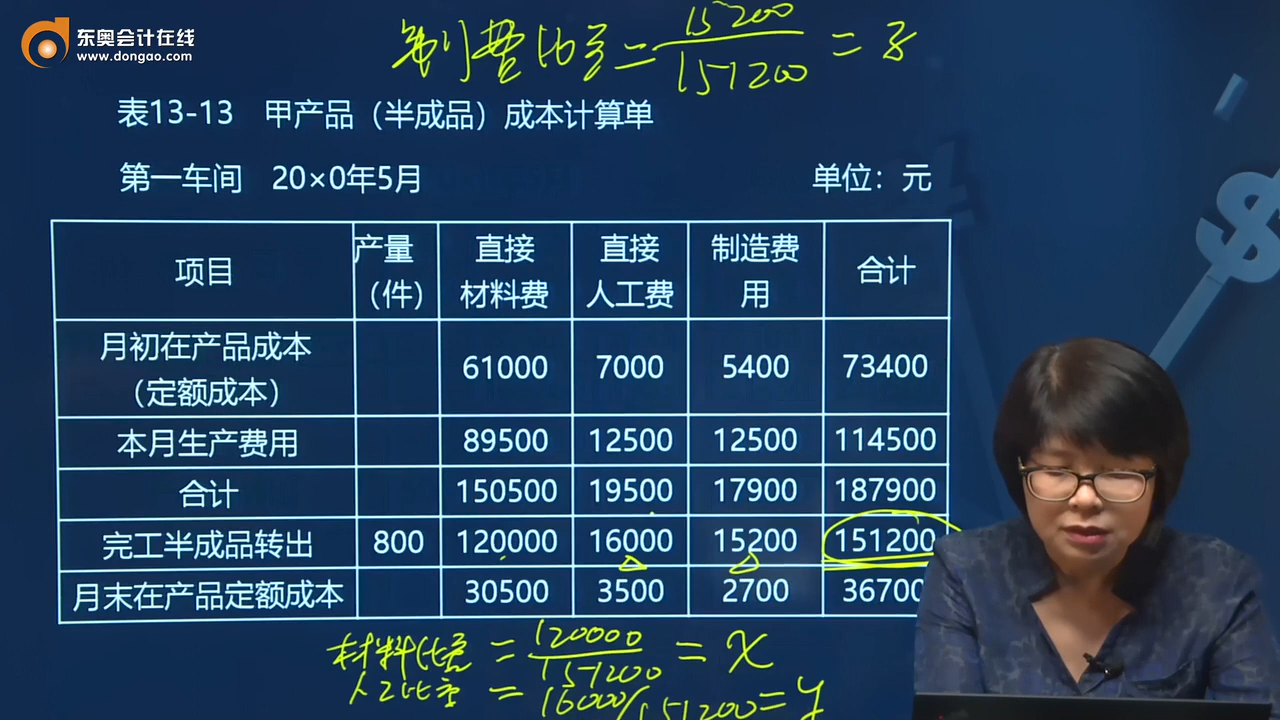 东奥会计在线
www.dongao.com
制费比率=15200/151200=z
表13-13 甲产品（半成品）成本计算单
第一车间 20×0年5月 单位：元
项目 产量（件） 直接材料费 直接人工费 制造费用 合计
月初在产品成本（定额成本） 61000 7000 5400 73400
本月生产费用 89500 12500 12500 114500
合计 150500 19500 17900 187900
完工半成品转出 800 120000 16000 15200 151200
月末在产品定额成本 30500 3500 2700 36700
材料比率=120000/151200=x
人工比率=16000/151200=y